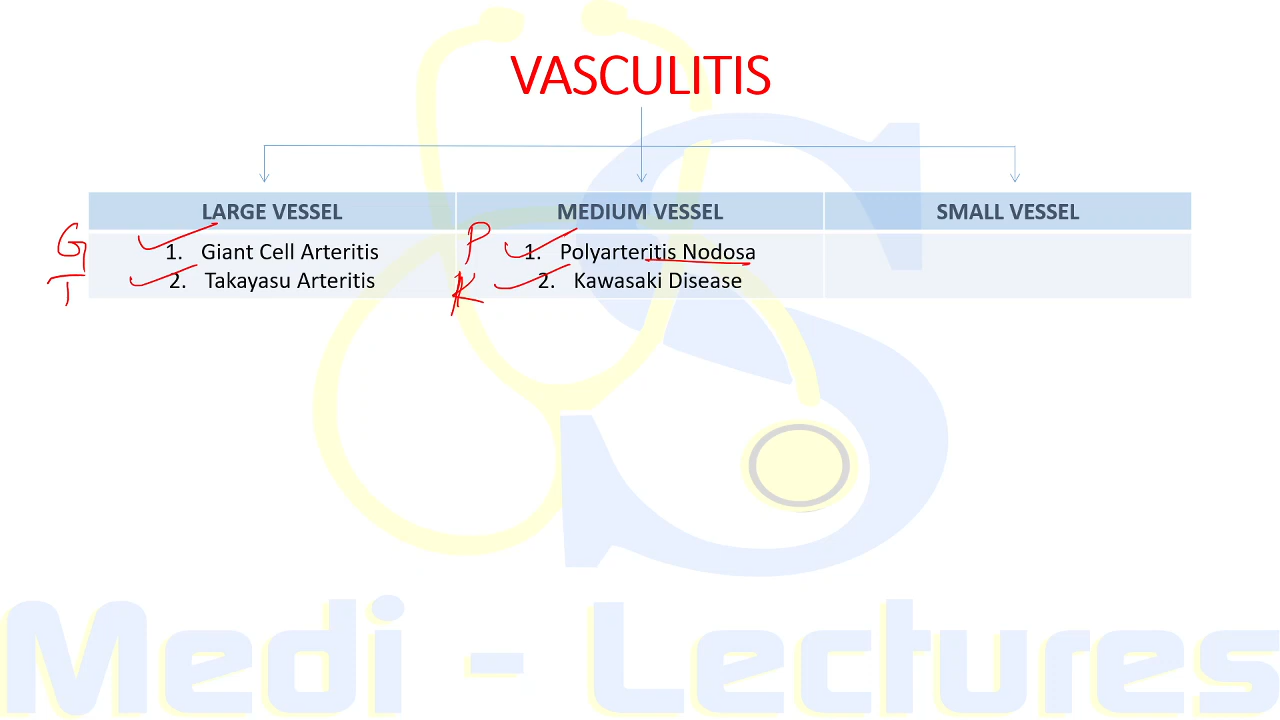 VASCULITIS
LARGE VESSEL
MEDIUM VESSEL
SMALL VESSEL
G
1. Giant Cell Arteritis
T
2. Takayasu Arteritis
P
1. Polyarteritis Nodosa
K
2. Kawasaki Disease
S
Medi - Lectures